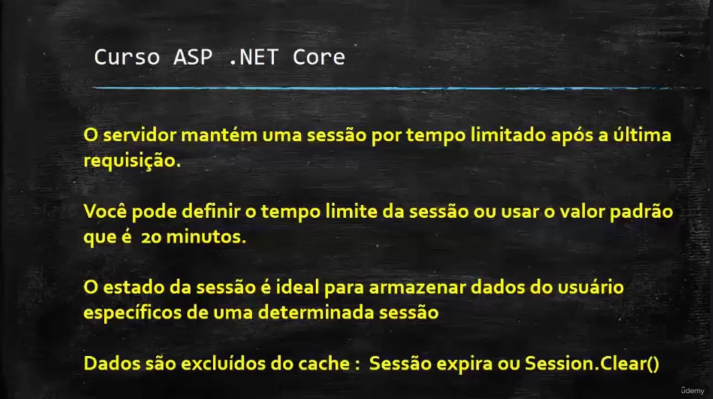 Curso ASP .NET Core
O servidor mantém uma sessão por tempo limitado após a última
requisição.
Você pode definir o tempo limite da sessão ou usar o valor padrão
que é 20 minutos.
O estado da sessão é ideal para armazenar dados do usuário
específicos de uma determinada sessão
Dados são excluídos do cache : Sessão expira ou Session.Clear()
ûdemy